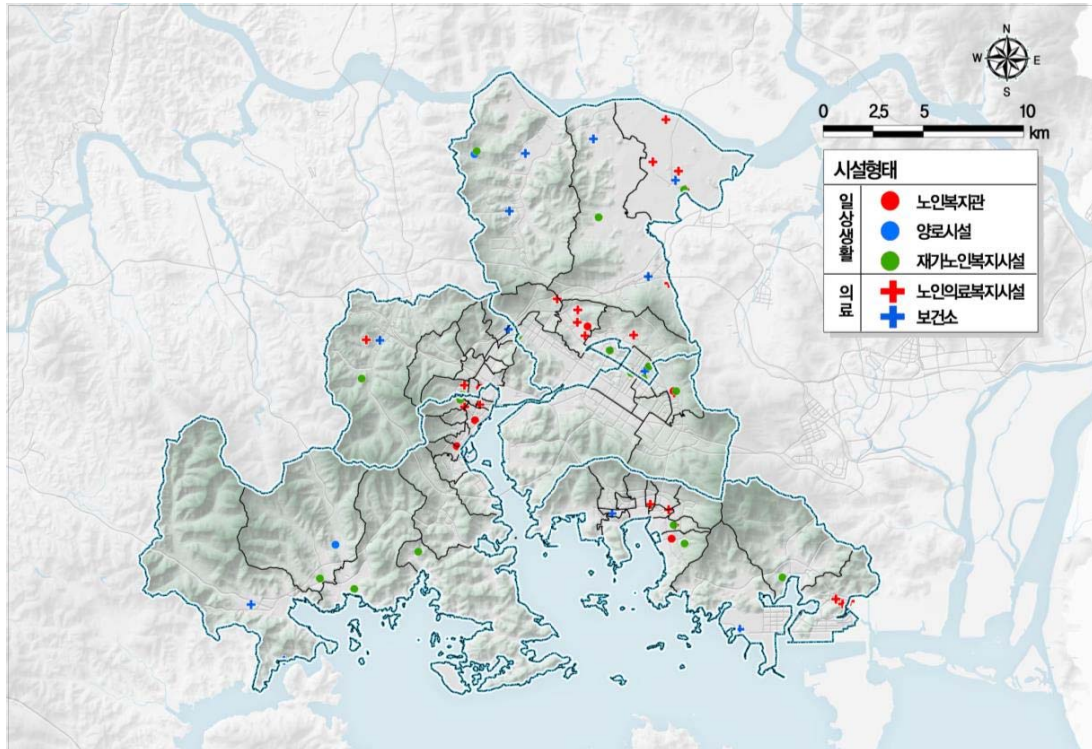 N
W E
S
0 2.5 5 10
km
시설형태
일상생활
노인복지관
양로시설
재가노인복지시설
의료
노인의료복지시설
보건소